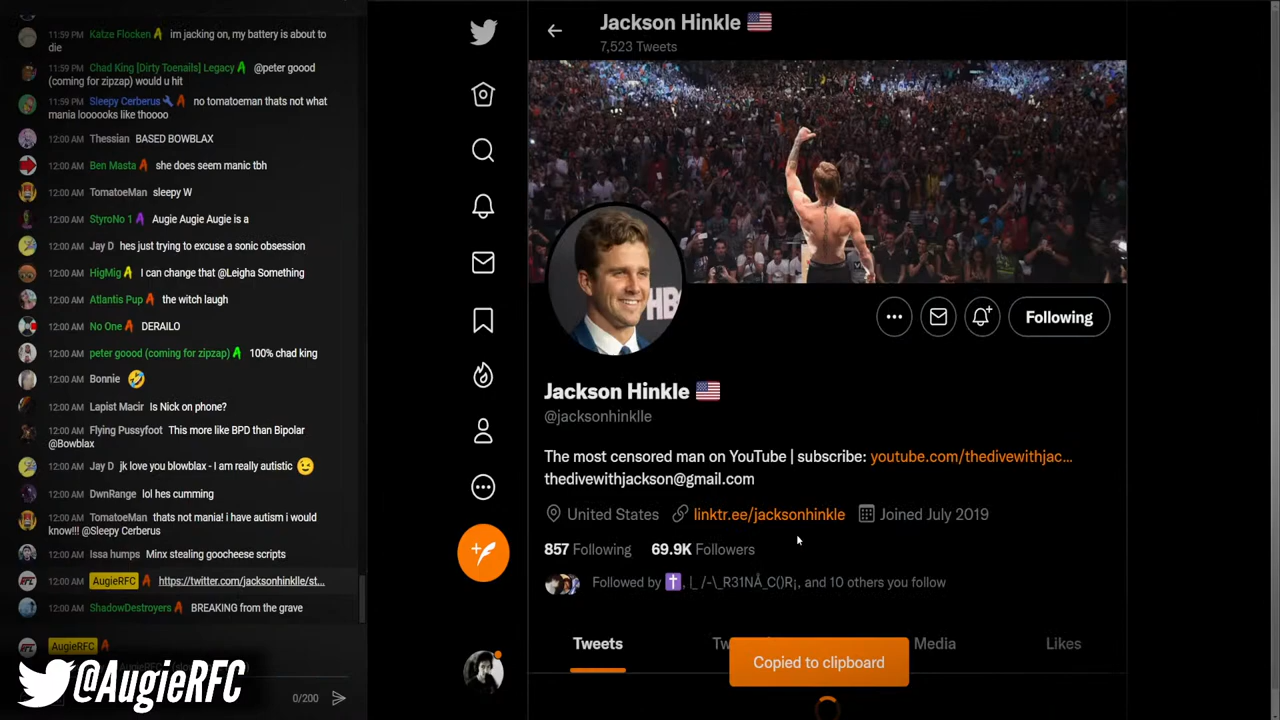 11:59 PM Katze Flocken im jacking on, my battery is about to
die
11:59 PM Chad King [Dirty Toenails] Legacy @peter goood
(coming for zipzap) would u hit
11:59 PM Sleepy Cerberus no tomatoeman thats not what
mania loooooks like thoooo
12:00 AM Thessian BASED BOWBLAX
12:00 AM Ben Masta she does seem manic tbh
12:00 AM TomatoeMan sleepy W
12:00 AM StyroNo 1 Augie Augie Augie is a
12:00 AM Jay D hes just trying to excuse a sonic obsession
12:00 AM HigMig I can change that @Leigha Something
12:00 AM Atlantis Pup the witch laugh
12:00 AM No One DERAILO
12:00 AM peter goood (coming for zipzap) 100% chad king
12:00 AM Bonnie 🤣
12:00 AM Lapist Macir Is Nick on phone?
12:00 AM Flying Pussyfoot This more like BPD than Bipolar
@Bowblax
12:00 AM Jay D jk love you blowblax - I am really autistic 😉
12:00 AM DwnRange lol hes cumming
12:00 AM TomatoeMan thats not mania! i have autism i would
know!!! @Sleepy Cerberus
12:00 AM Issa humps Minx stealing goocheese scripts
12:00 AM AugieRFC https://twitter.com/jacksonhinklle/st...
12:00 AM ShadowDestroyers BREAKING from the grave
AugieRFC
@AugieRFC
0/200
Jackson Hinkle 🇺🇸
7,523 Tweets
HB
Following
Jackson Hinkle 🇺🇸
@jacksonhinklle
The most censored man on YouTube | subscribe: youtube.com/thedivewithjac...
thedivewithjackson@gmail.com
United States linktr.ee/jacksonhinkle Joined July 2019
857 Following 69.9K Followers
Followed by ✝️, |_ /-\_R31NÅ_C()R¡, and 10 others you follow
Tweets Tw Media Likes
Copied to clipboard